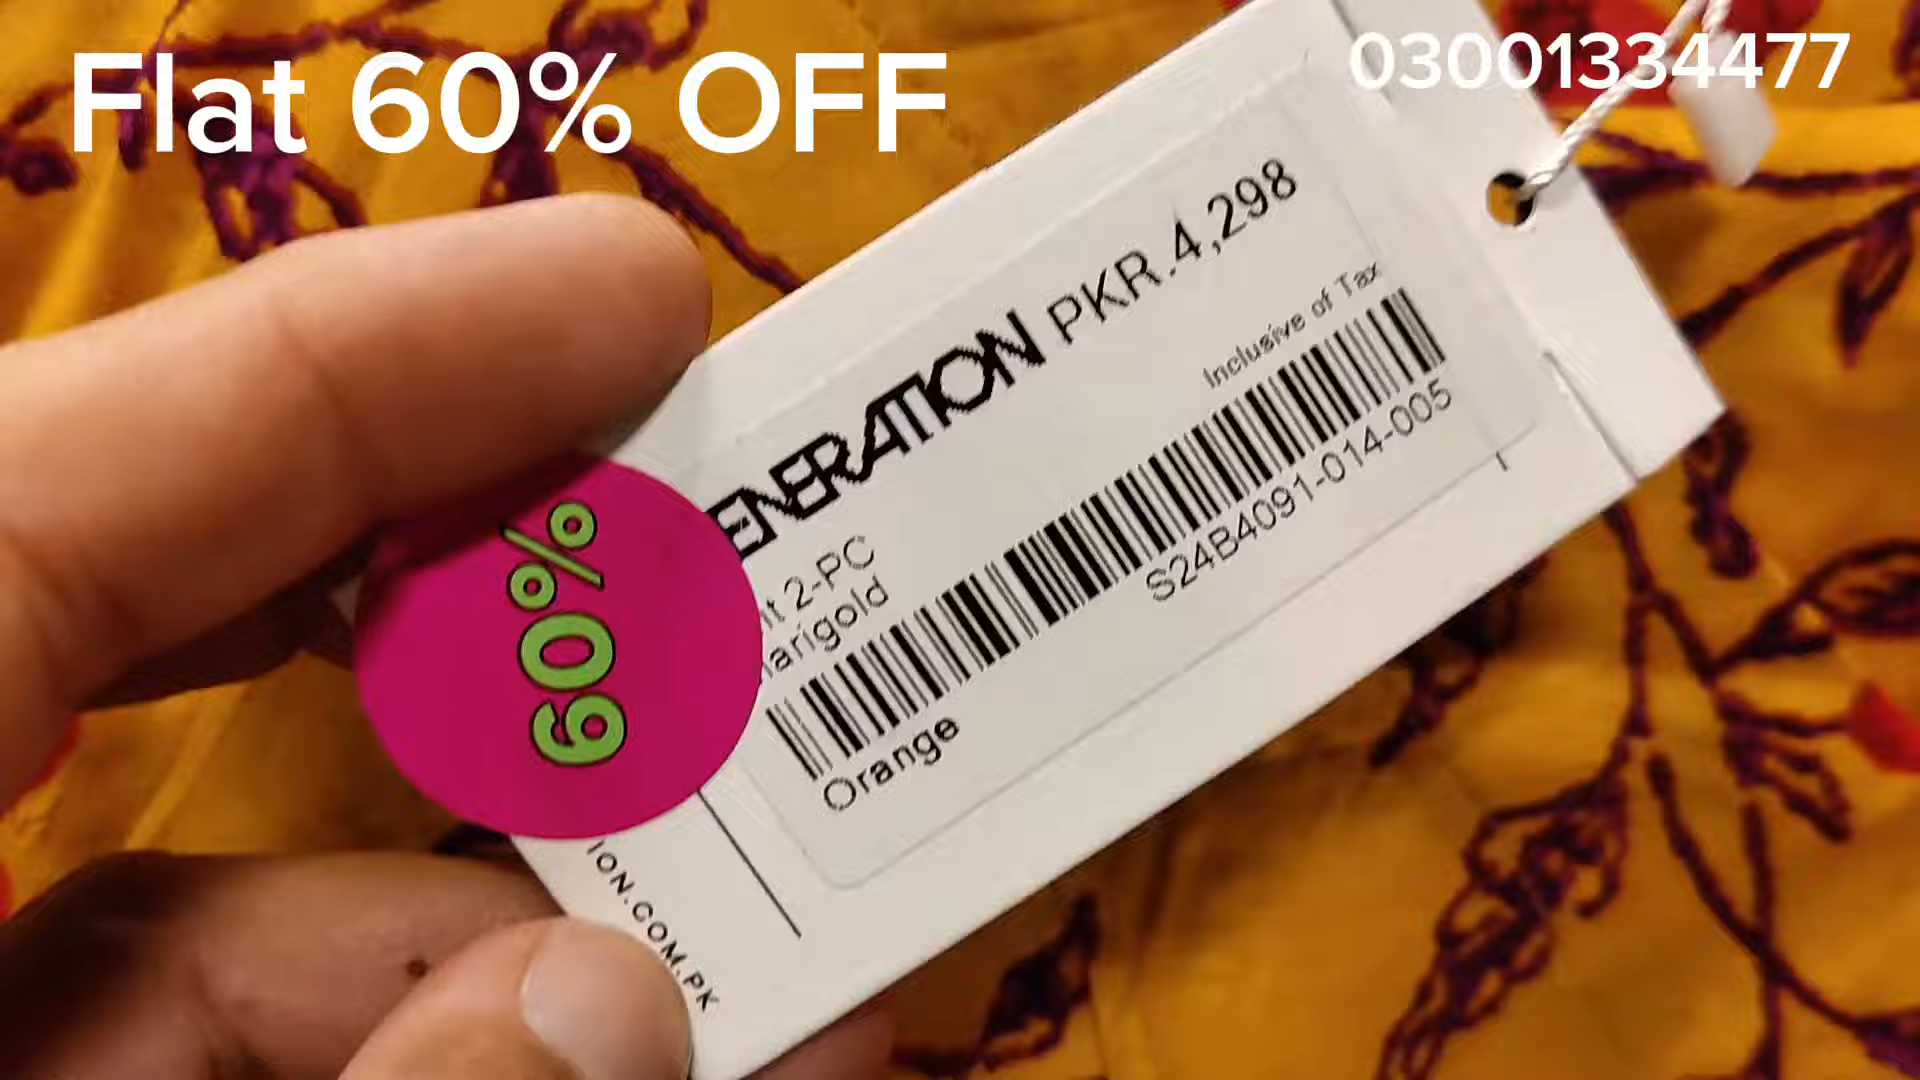 Flat 60% OFF
03001334477
ENERATION PKR.4,298
Inclusive of Tax
2-PC
S24B4091-014-005
Orange
60%
ION.COM.PK